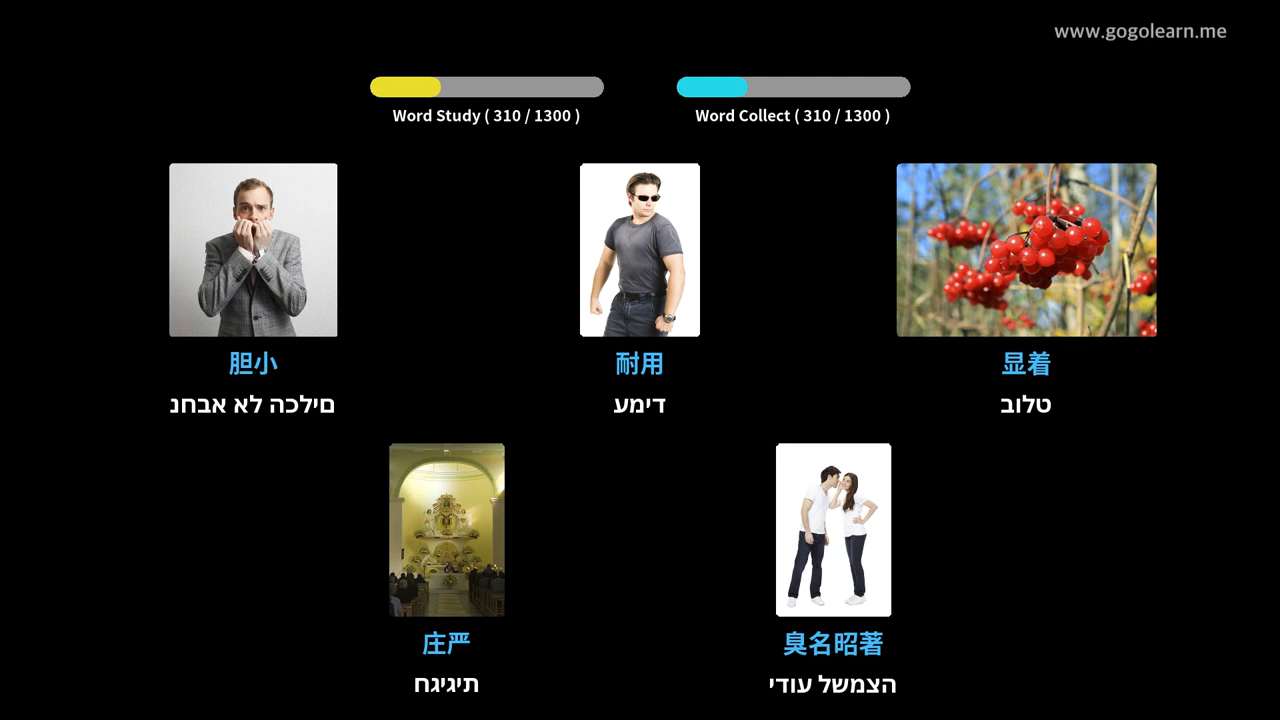 www.gogolearn.me
Word Study ( 310 / 1300 )
Word Collect ( 310 / 1300 )
胆小
םילכה לא אבחנ
耐用
דימע
显着
טלוב
庄严
תיגיגח
臭名昭著
הצמשל עודי